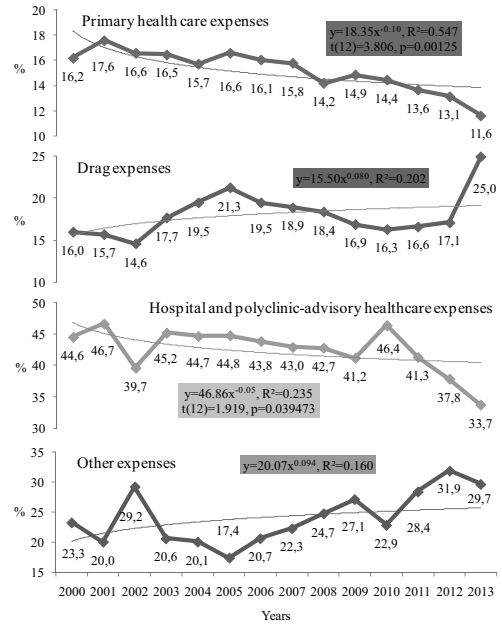 Primary health care expenses
y=18.35x-0.10, R²=0.547
t(12)=3.806, p=0.00125
%
20
18
16
14
12
10
16,2 17,6 16,6 16,5 15,7 16,6 16,1 15,8 14,2 14,9 14,4 13,6 13,1 11,6
Drag expenses
y=15.50x0.080, R²=0.202
%
25
20
15
10
16,0 15,7 14,6 17,7 19,5 21,3 19,5 18,9 18,4 16,9 16,3 16,6 17,1 25,0
Hospital and polyclinic-advisory healthcare expenses
y=46.86x-0.05, R²=0.235
t(12)=1.919, p=0.039473
%
50
45
40
35
30
44,6 46,7 39,7 45,2 44,7 44,8 43,8 43,0 42,7 41,2 46,4 41,3 37,8 33,7
Other expenses
y=20.07x0.094, R²=0.160
%
35
30
25
20
15
23,3 20,0 29,2 20,6 20,1 17,4 20,7 22,3 24,7 27,1 22,9 28,4 31,9 29,7
2000 2001 2002 2003 2004 2005 2006 2007 2008 2009 2010 2011 2012 2013
Years